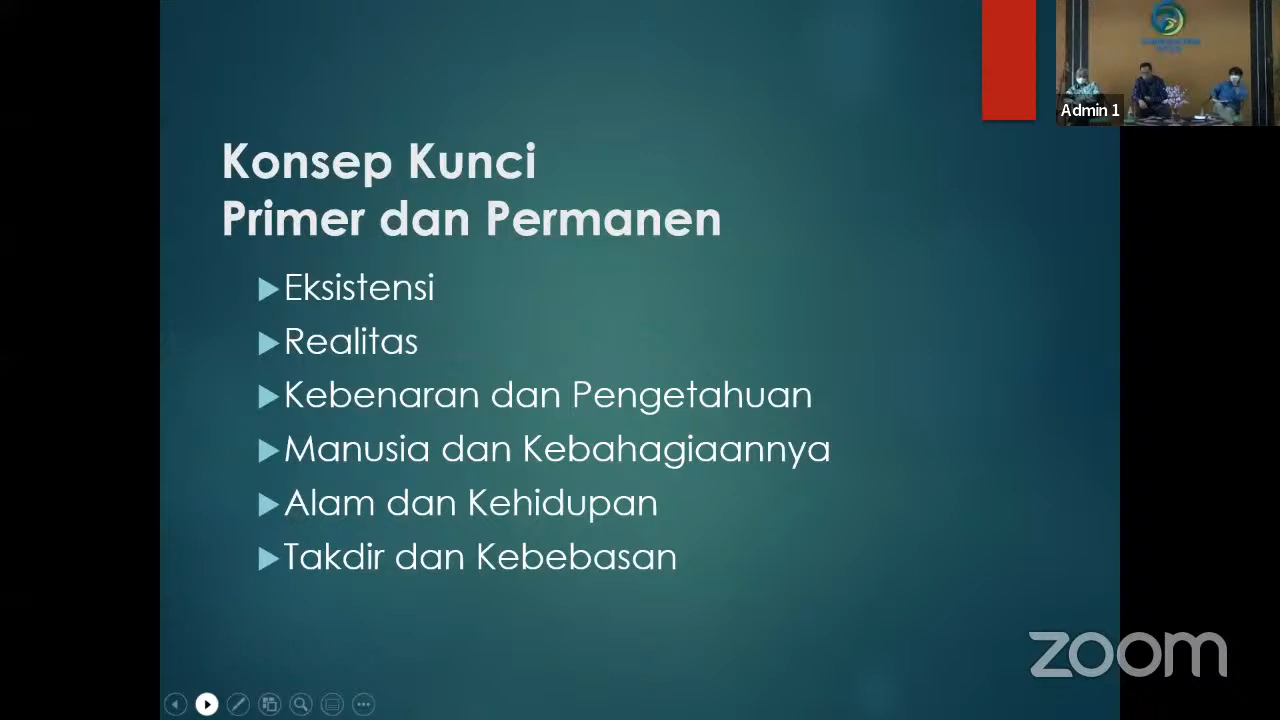 Konsep Kunci
Primer dan Permanen
Eksistensi
Realitas
Kebenaran dan Pengetahuan
Manusia dan Kebahagiaannya
Alam dan Kehidupan
Takdir dan Kebebasan
Admin 1
zoom